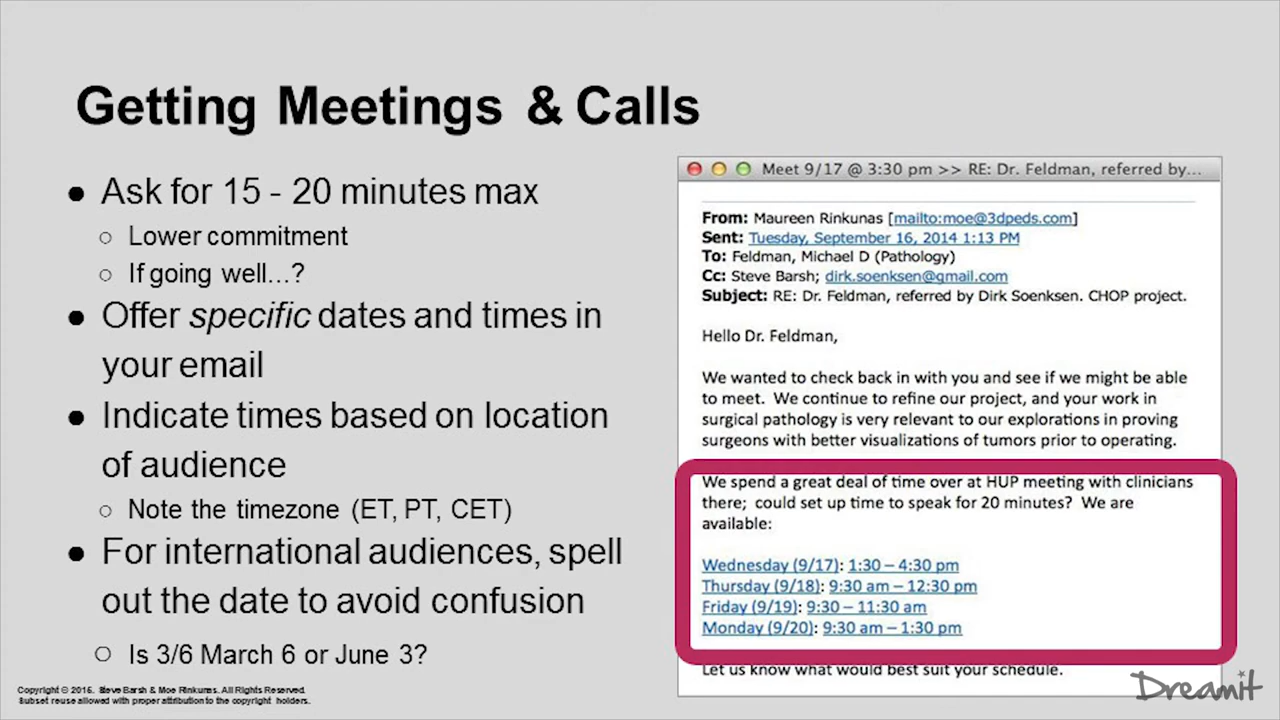 Getting Meetings & Calls
● Ask for 15 - 20 minutes max
○ Lower commitment
○ If going well...?
● Offer specific dates and times in
your email
● Indicate times based on location
of audience
○ Note the timezone (ET, PT, CET)
● For international audiences, spell
out the date to avoid confusion
○ Is 3/6 March 6 or June 3?
Meet 9/17 @ 3:30 pm >> RE: Dr. Feldman, referred by...
From: Maureen Rinkunas [mailto:moe@3dpeds.com]
Sent: Tuesday, September 16, 2014 1:13 PM
To: Feldman, Michael D (Pathology)
Cc: Steve Barsh; dirk.soenksen@gmail.com
Subject: RE: Dr. Feldman, referred by Dirk Soenksen. CHOP project.
Hello Dr. Feldman,
We wanted to check back in with you and see if we might be able
to meet. We continue to refine our project, and your work in
surgical pathology is very relevant to our explorations in proving
surgeons with better visualizations of tumors prior to operating.
We spend a great deal of time over at HUP meeting with clinicians
there; could set up time to speak for 20 minutes? We are
available:
Wednesday (9/17): 1:30 – 4:30 pm
Thursday (9/18): 9:30 am – 12:30 pm
Friday (9/19): 9:30 – 11:30 am
Monday (9/20): 9:30 am – 1:30 pm
Let us know what would best suit your schedule.
Copyright © 2015. Steve Barsh & Moe Rinkunas. All Rights Reserved.
Subset reuse allowed with proper attribution to the copyright holders.
Dreamit